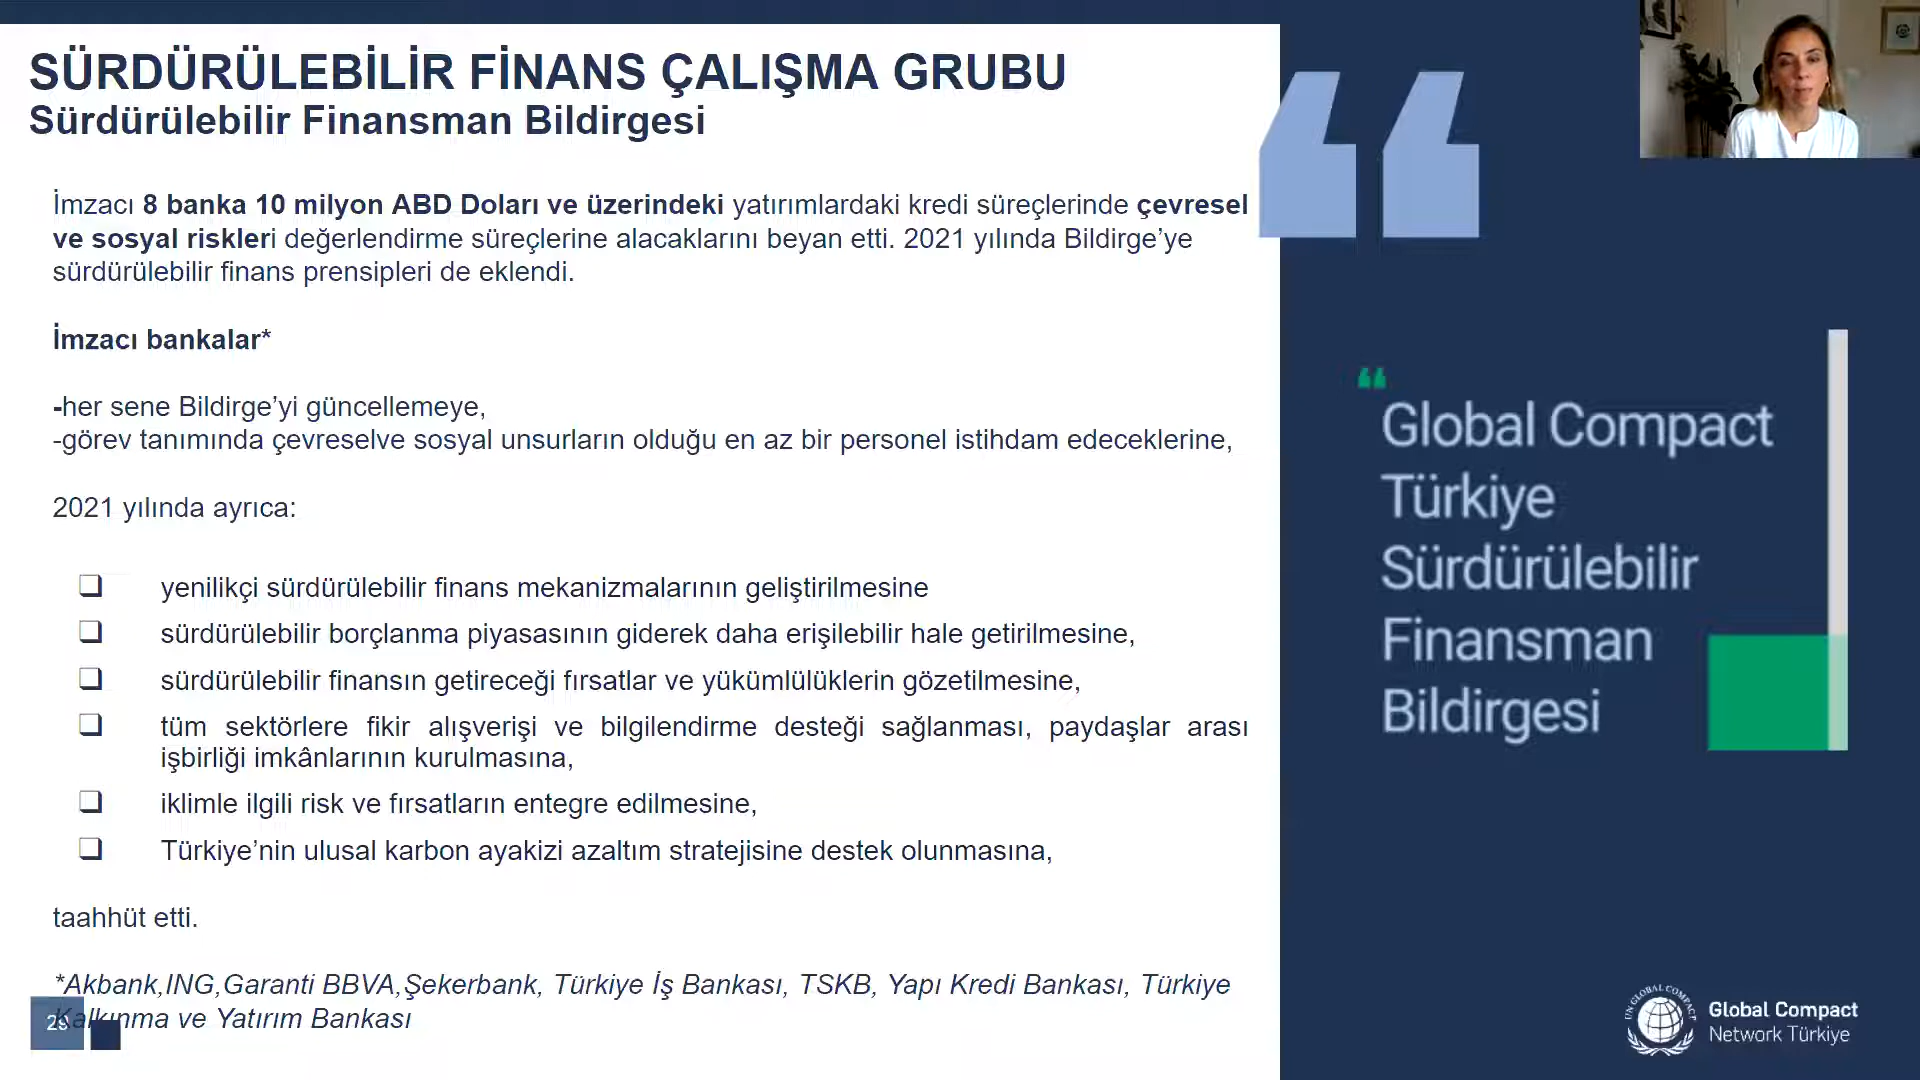 SÜRDÜRÜLEBİLİR FİNANS ÇALIŞMA GRUBU
Sürdürülebilir Finansman Bildirgesi
İmzacı 8 banka 10 milyon ABD Doları ve üzerindeki yatırımlardaki kredi süreçlerinde çevresel
ve sosyal riskleri değerlendirme süreçlerine alacaklarını beyan etti. 2021 yılında Bildirge’ye
sürdürülebilir finans prensipleri de eklendi.
İmzacı bankalar*
-her sene Bildirge’yi güncellemeye,
-görev tanımında çevreselve sosyal unsurların olduğu en az bir personel istihdam edeceklerine,
2021 yılında ayrıca:
❑ yenilikçi sürdürülebilir finans mekanizmalarının geliştirilmesine
❑ sürdürülebilir borçlanma piyasasının giderek daha erişilebilir hale getirilmesine,
❑ sürdürülebilir finansın getireceği fırsatlar ve yükümlülüklerin gözetilmesine,
❑ tüm sektörlere fikir alışverişi ve bilgilendirme desteği sağlanması, paydaşlar arası
işbirliği imkânlarının kurulmasına,
❑ iklimle ilgili risk ve fırsatların entegre edilmesine,
❑ Türkiye’nin ulusal karbon ayakizi azaltım stratejisine destek olunmasına,
taahhüt etti.
*Akbank,ING,Garanti BBVA,Şekerbank, Türkiye İş Bankası, TSKB, Yapı Kredi Bankası, Türkiye
Kalkınma ve Yatırım Bankası
29
“
“
Global Compact
Türkiye
Sürdürülebilir
Finansman
Bildirgesi
UN GLOBAL COMPACT
Global Compact
Network Türkiye